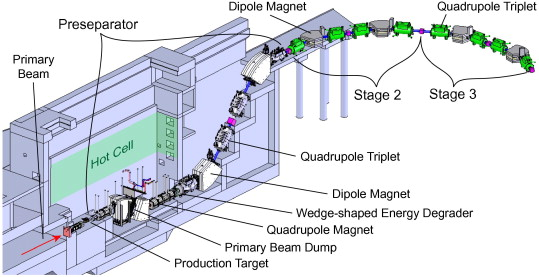 Dipole Magnet
Quadrupole Triplet
Preseparator
Primary
Beam
Stage 2
Stage 3
Hot Cell
Quadrupole Triplet
Dipole Magnet
Wedge-shaped Energy Degrader
Quadrupole Magnet
Primary Beam Dump
Production Target